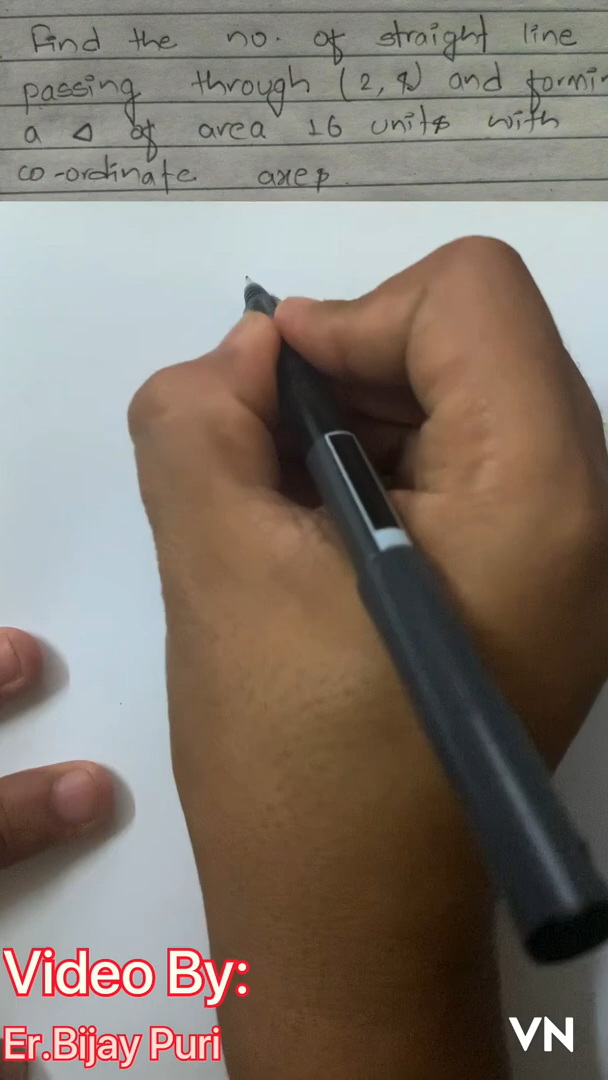 Find the no. of straight line
passing through (2, 4) and formin
a △ of area 16 units with
co-ordinate axes.
Video By:
Er.Bijay Puri
VN